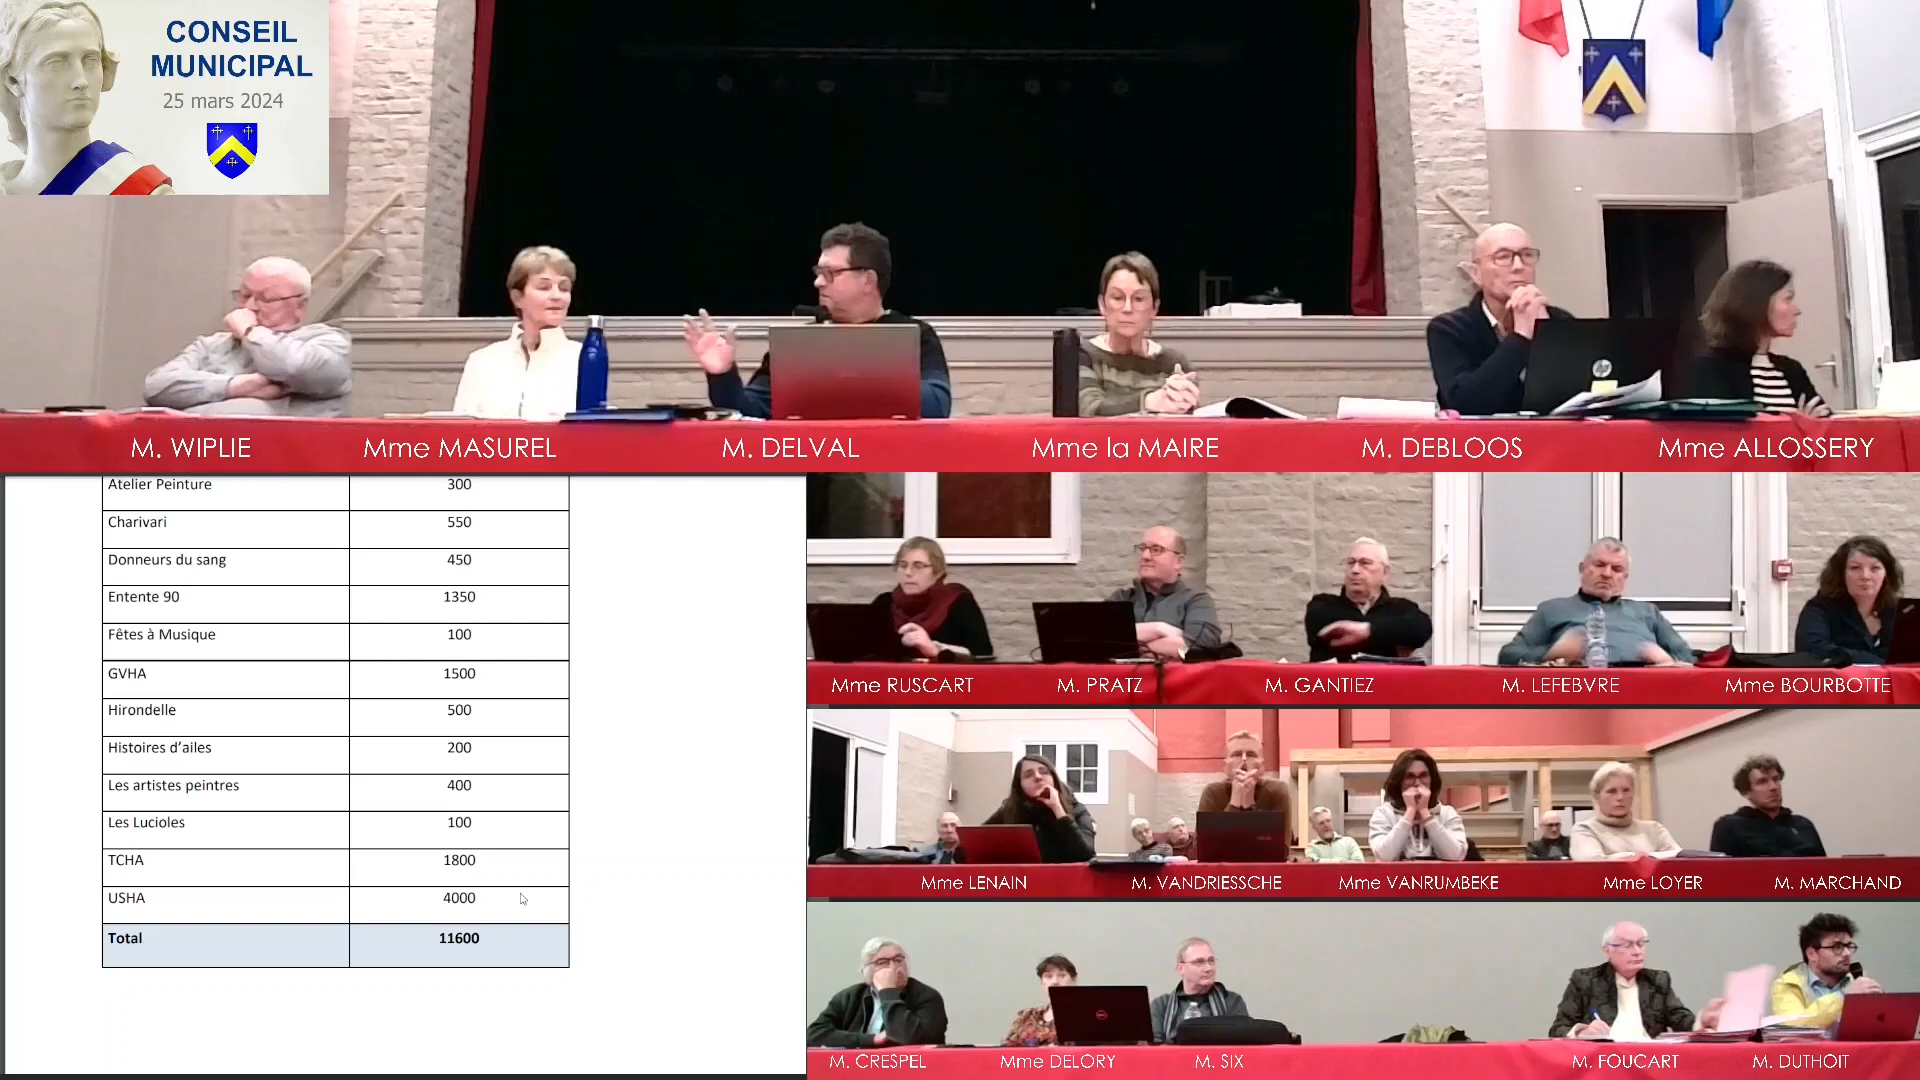 CONSEIL
MUNICIPAL
25 mars 2024
M. WIPLIE
Mme MASUREL
M. DELVAL
Mme la MAIRE
M. DEBLOOS
Mme ALLOSSERY
Atelier Peinture 300
Charivari 550
Donneurs du sang 450
Entente 90 1350
Fêtes à Musique 100
GVHA 1500
Hirondelle 500
Histoires d’ailes 200
Les artistes peintres 400
Les Lucioles 100
TCHA 1800
USHA 4000
Total 11600
Mme RUSCART
M. PRATZ
M. GANTIEZ
M. LEFEBVRE
Mme BOURBOTTE
Mme LENAIN
M. VANDRIESSCHE
Mme VANRUMBEKE
Mme LOYER
M. MARCHAND
M. CRESPEL
Mme DELORY
M. SIX
M. FOUCART
M. DUTHOIT